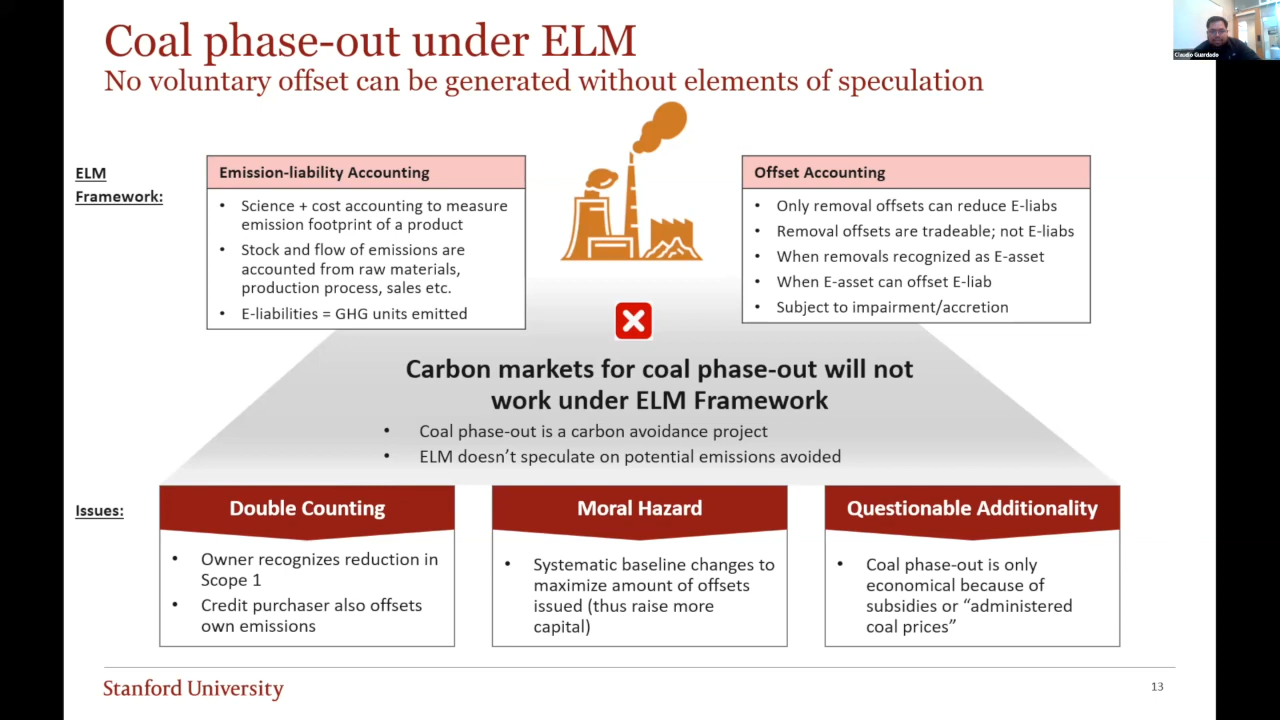 Coal phase-out under ELM
No voluntary offset can be generated without elements of speculation
Claudio Guardado
ELM
Framework:
Emission-liability Accounting
• Science + cost accounting to measure
emission footprint of a product
• Stock and flow of emissions are
accounted from raw materials,
production process, sales etc.
• E-liabilities = GHG units emitted
Offset Accounting
• Only removal offsets can reduce E-liabs
• Removal offsets are tradeable; not E-liabs
• When removals recognized as E-asset
• When E-asset can offset E-liab
• Subject to impairment/accretion
Carbon markets for coal phase-out will not
work under ELM Framework
• Coal phase-out is a carbon avoidance project
• ELM doesn’t speculate on potential emissions avoided
Issues:
Double Counting
• Owner recognizes reduction in
Scope 1
• Credit purchaser also offsets
own emissions
Moral Hazard
• Systematic baseline changes to
maximize amount of offsets
issued (thus raise more
capital)
Questionable Additionality
• Coal phase-out is only
economical because of
subsidies or “administered
coal prices”
Stanford University
13